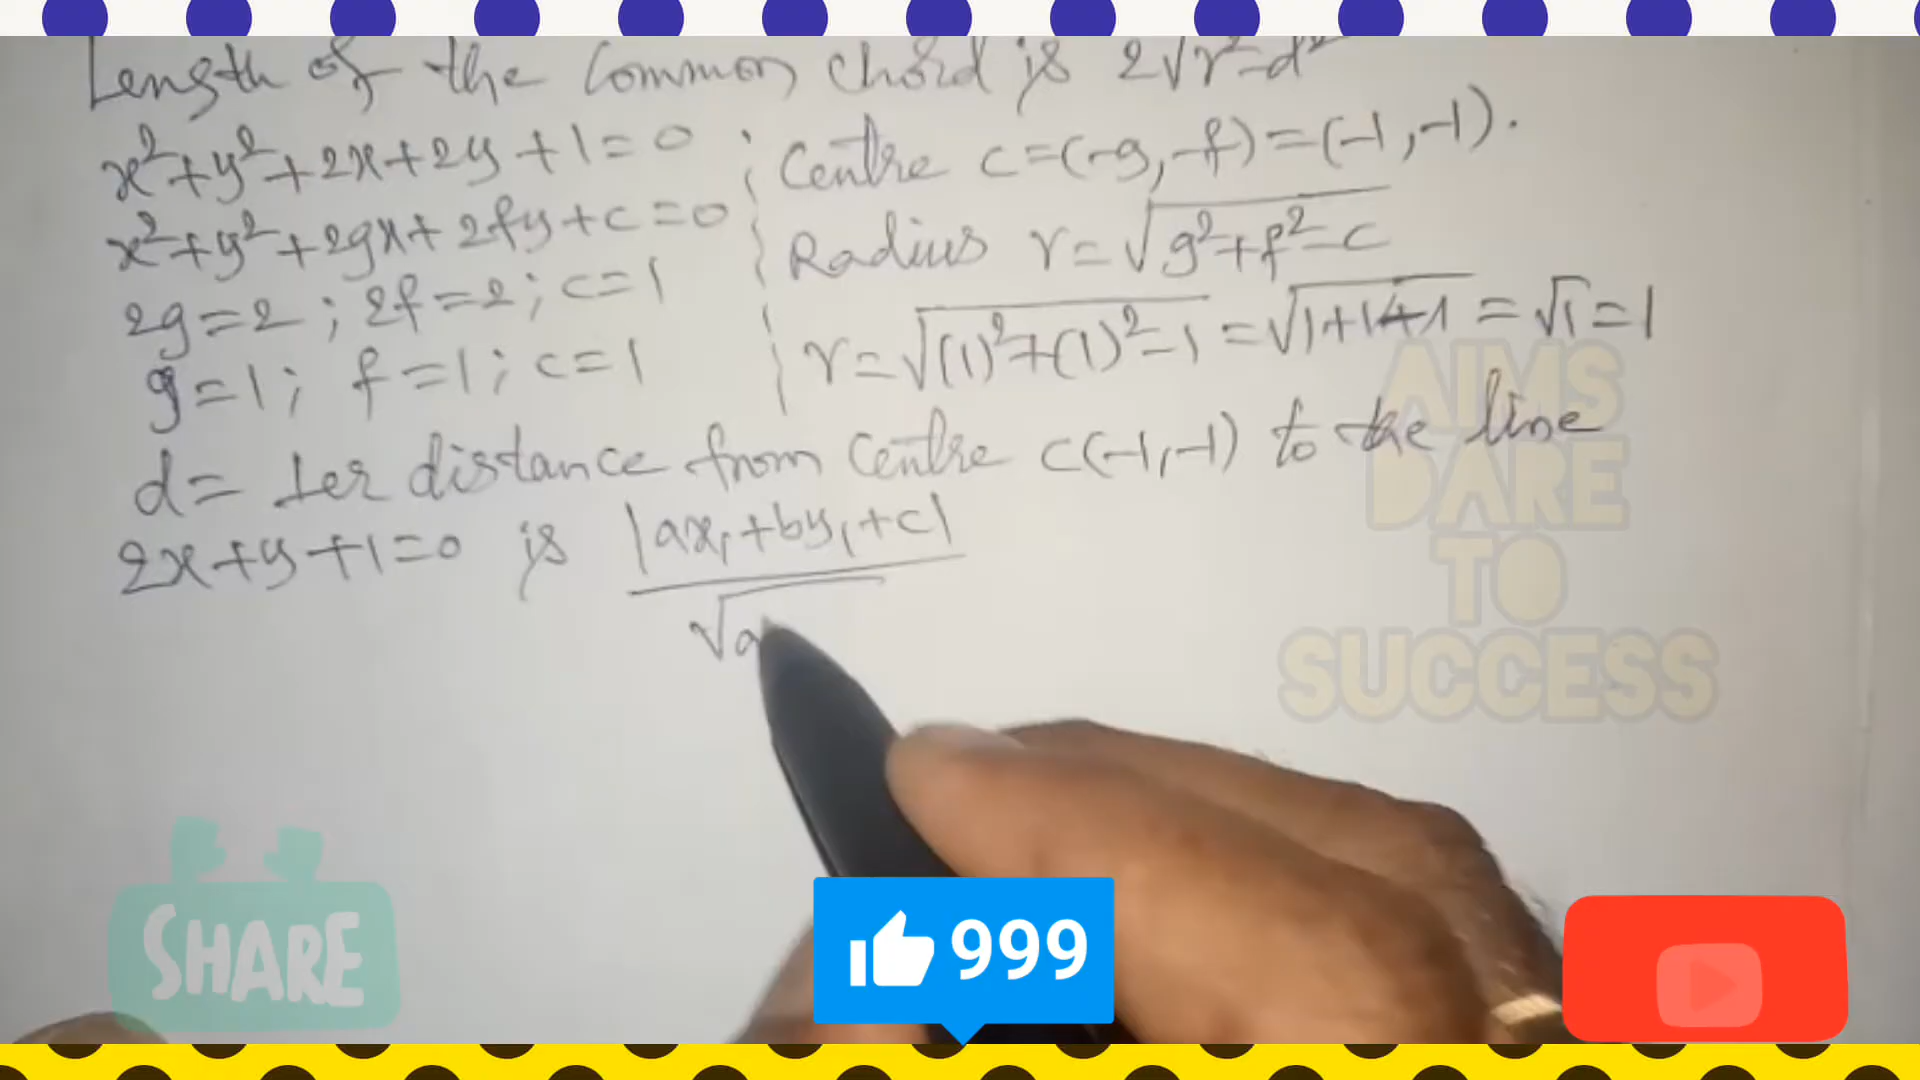 Length of the Common chord is 2√r²-d²
x²+y²+2x+2y+1=0 ; Centre c=(-g,-f)=(-1,-1).
x²+y²+2gx+2fy+c=0 Radius r=√g²+f²-c
2g=2; 2f=2; c=1
g=1; f=1; c=1 r=√(1)²+(1)²-1=√1+1-1=√1=1
d= ⊥er distance from Centre c(-1,-1) to the line
2x+y+1=0 is |ax₁+by₁+c|
√a
AIMS
DARE
TO
SUCCESS
SHARE
999